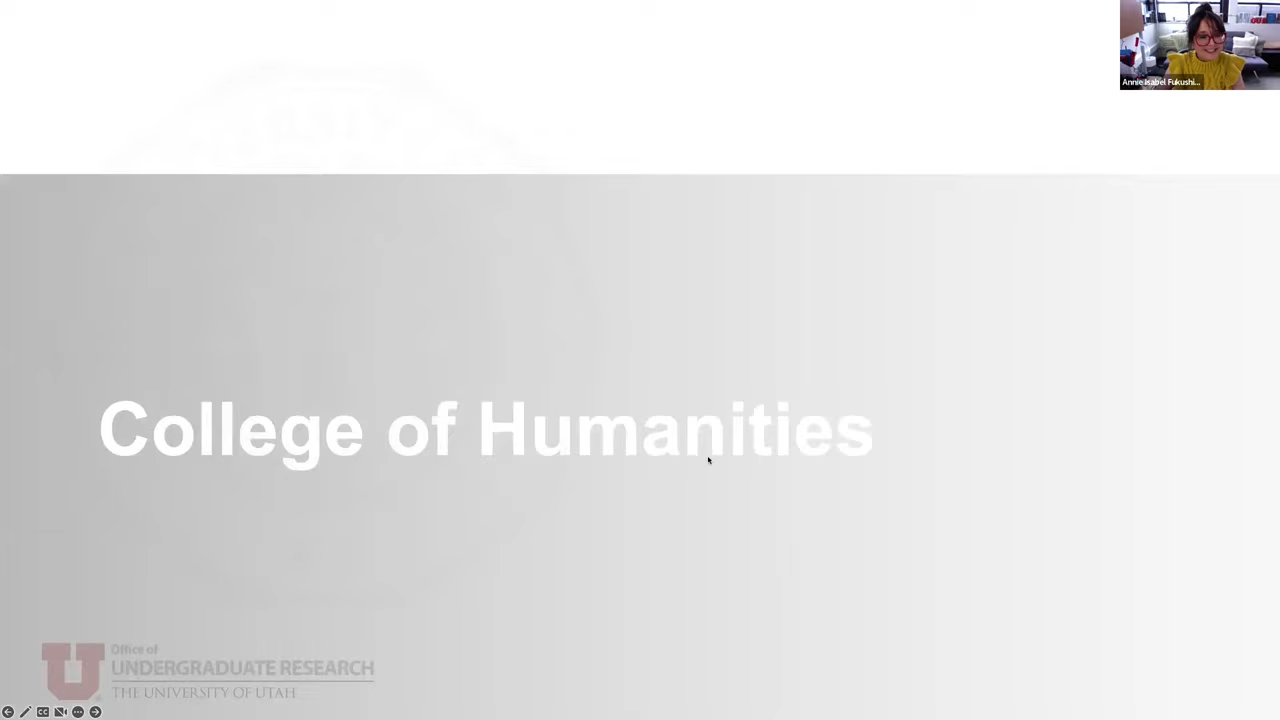 Annie Isabel Fukushi...
College of Humanities
Office of
UNDERGRADUATE RESEARCH
THE UNIVERSITY OF UTAH